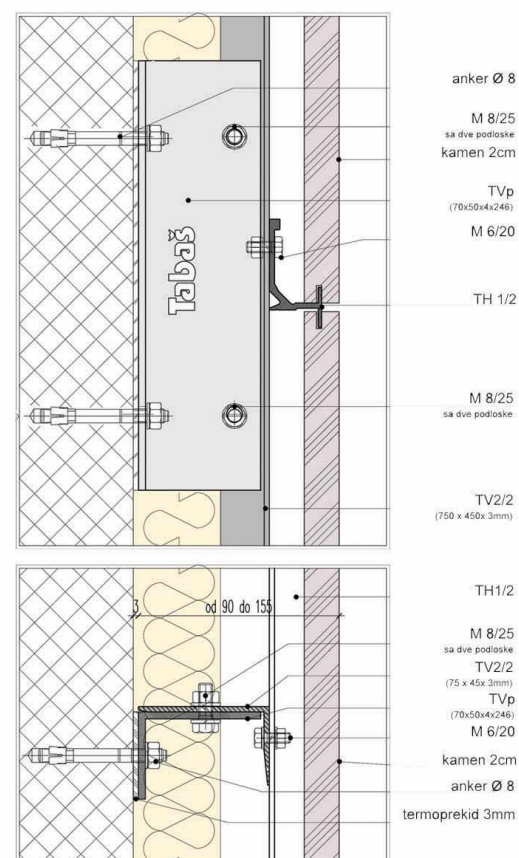 anker Ø 8
M 8/25
sa dve podloske
kamen 2cm
TVp
(70x50x4x246)
M 6/20
Tabaš
TH 1/2
M 8/25
sa dve podloske
TV2/2
(750 x 450x 3mm)
3
od 90 do 155
TH1/2
M 8/25
sa dve podloske
TV2/2
(75 x 45x 3mm)
TVp
(70x50x4x246)
M 6/20
kamen 2cm
anker Ø 8
termoprekid 3mm